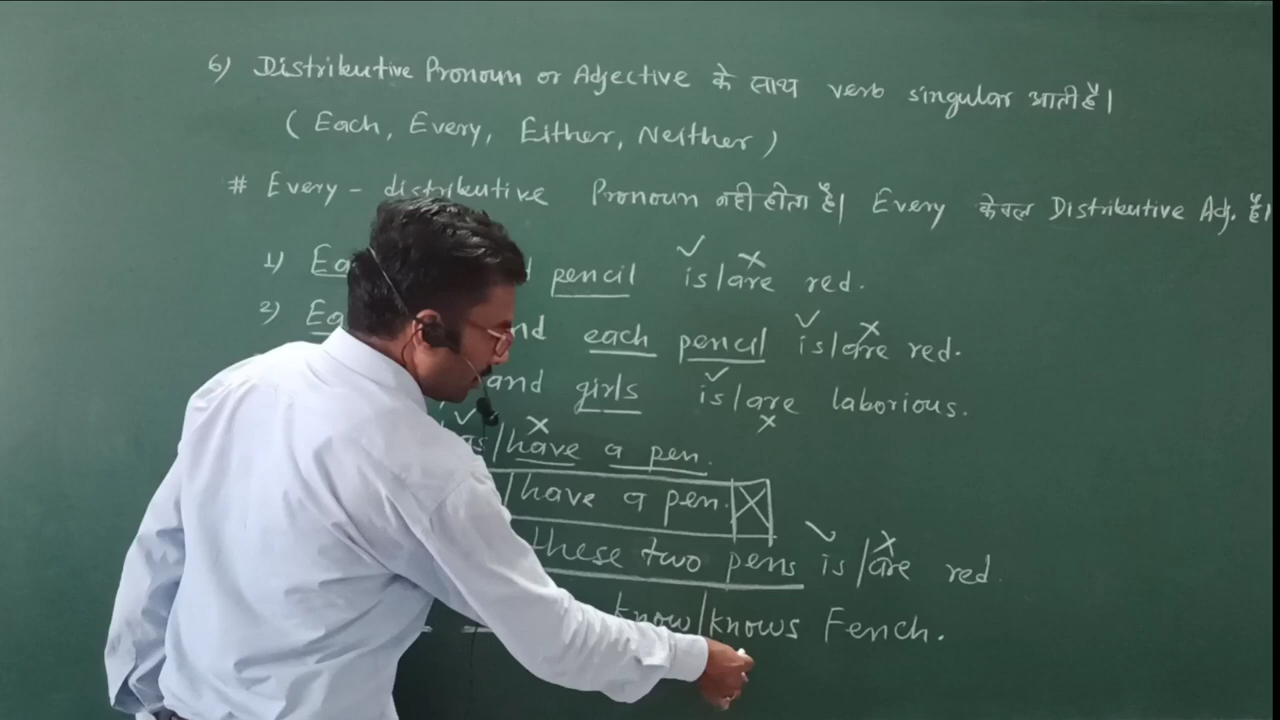 6) Distributive Pronoun or Adjective के साथ verb singular आती है।
( Each, Every, Either, Neither )
# Every - distributive Pronoun नही होता है। Every केवल Distributive Adj. है।
1) pencil is/are red.
2) each pencil is/are red.
and girls is/are laborious.
/have a pen.
/have a pen.
these two pens is/are red.
know/knows Fench.